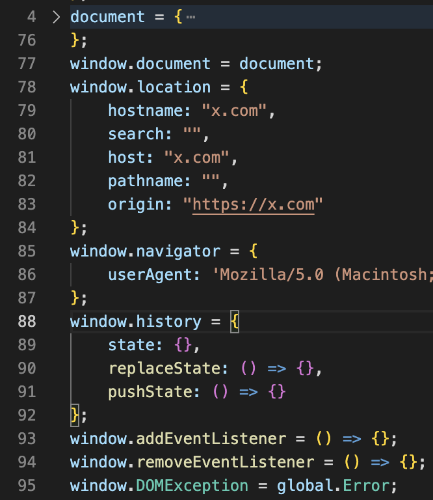 4 > document = {⋯
76 };
77 window.document = document;
78 window.location = {
79     hostname: "x.com",
80     search: "",
81     host: "x.com",
82     pathname: "",
83     origin: "https://x.com"
84 };
85 window.navigator = {
86     userAgent: 'Mozilla/5.0 (Macintosh;
87 };
88 window.history = {
89     state: {},
90     replaceState: () => {},
91     pushState: () => {}
92 };
93 window.addEventListener = () => {};
94 window.removeEventListener = () => {};
95 window.DOMException = global.Error;